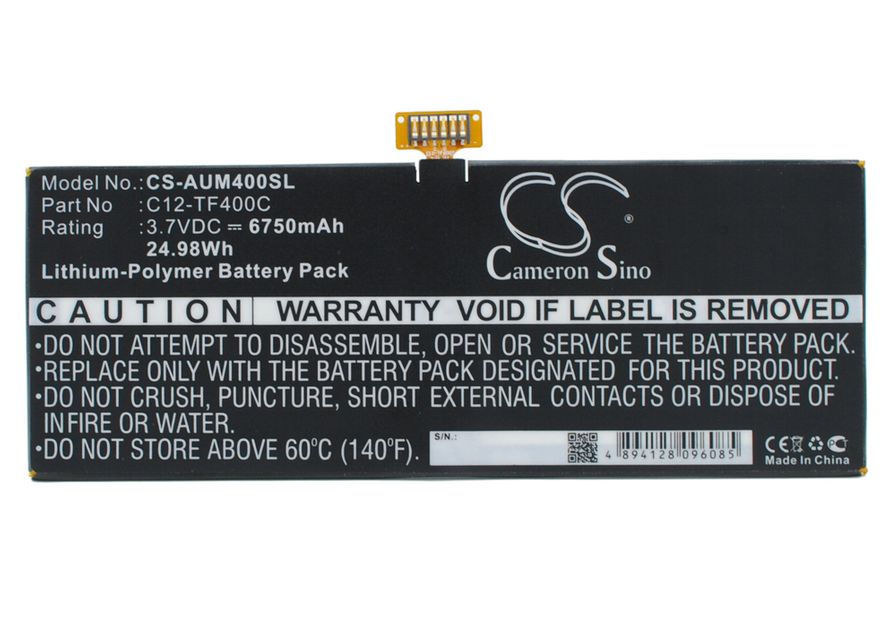 Model No.:CS-AUM400SL
Part No :C12-TF400C
Rating :3.7VDC ⎓ 6750mAh
24.98Wh
Lithium-Polymer Battery Pack
CS®
Cameron Sino
CAUTION WARRANTY VOID IF LABEL IS REMOVED
•DO NOT ATTEMPT TO DISASSEMBLE, OPEN OR SERVICE THE BATTERY PACK.
•REPLACE ONLY WITH THE BATTERY PACK DESIGNATED FOR THIS PRODUCT.
•DO NOT CRUSH, PUNCTURE, SHORT EXTERNAL CONTACTS OR DISPOSE OF
INFIRE OR WATER.
•DO NOT STORE ABOVE 60°C (140°F).
S/N.:
4 894128 096085
CE
PC
Made In China